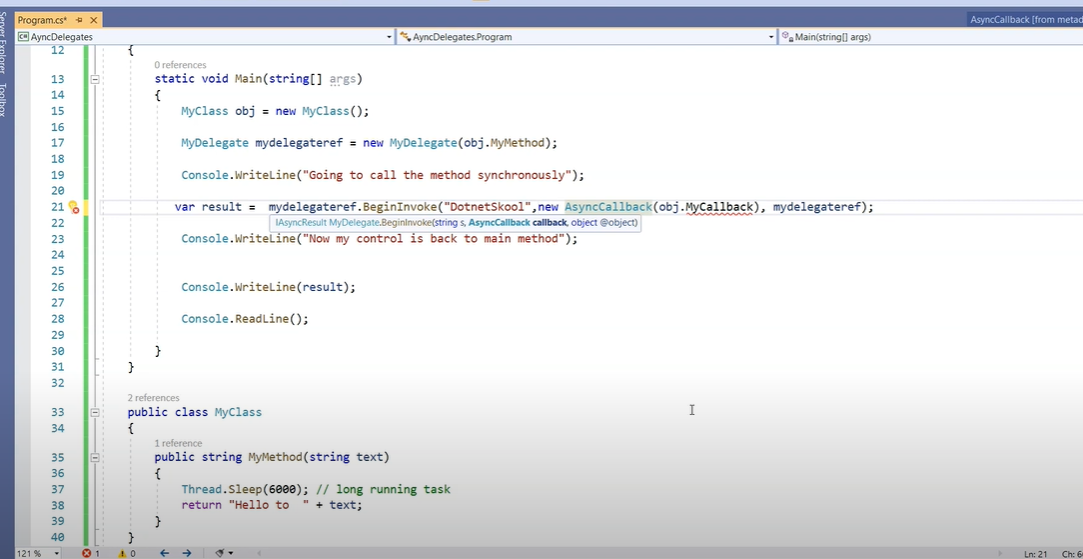 Program.cs*
AsyncCallback [from metad
AyncDelegates
AyncDelegates.Program
Main(string[] args)
Server Explorer
Toolbox
12 {
0 references
13 static void Main(string[] args)
14 {
15 MyClass obj = new MyClass();
16
17 MyDelegate mydelegateref = new MyDelegate(obj.MyMethod);
18
19 Console.WriteLine("Going to call the method synchronously");
20
21 var result =  mydelegateref.BeginInvoke("DotnetSkool",new AsyncCallback(obj.MyCallback), mydelegateref);
IAsyncResult MyDelegate.BeginInvoke(string s, AsyncCallback callback, object @object)
22
23 Console.WriteLine("Now my control is back to main method");
24
25
26 Console.WriteLine(result);
27
28 Console.ReadLine();
29
30 }
31 }
32
2 references
33 public class MyClass
34 {
1 reference
35 public string MyMethod(string text)
36 {
37 Thread.Sleep(6000); // long running task
38 return "Hello to  " + text;
39 }
40 }
121 %
1
0
Ln: 21
Ch: 6